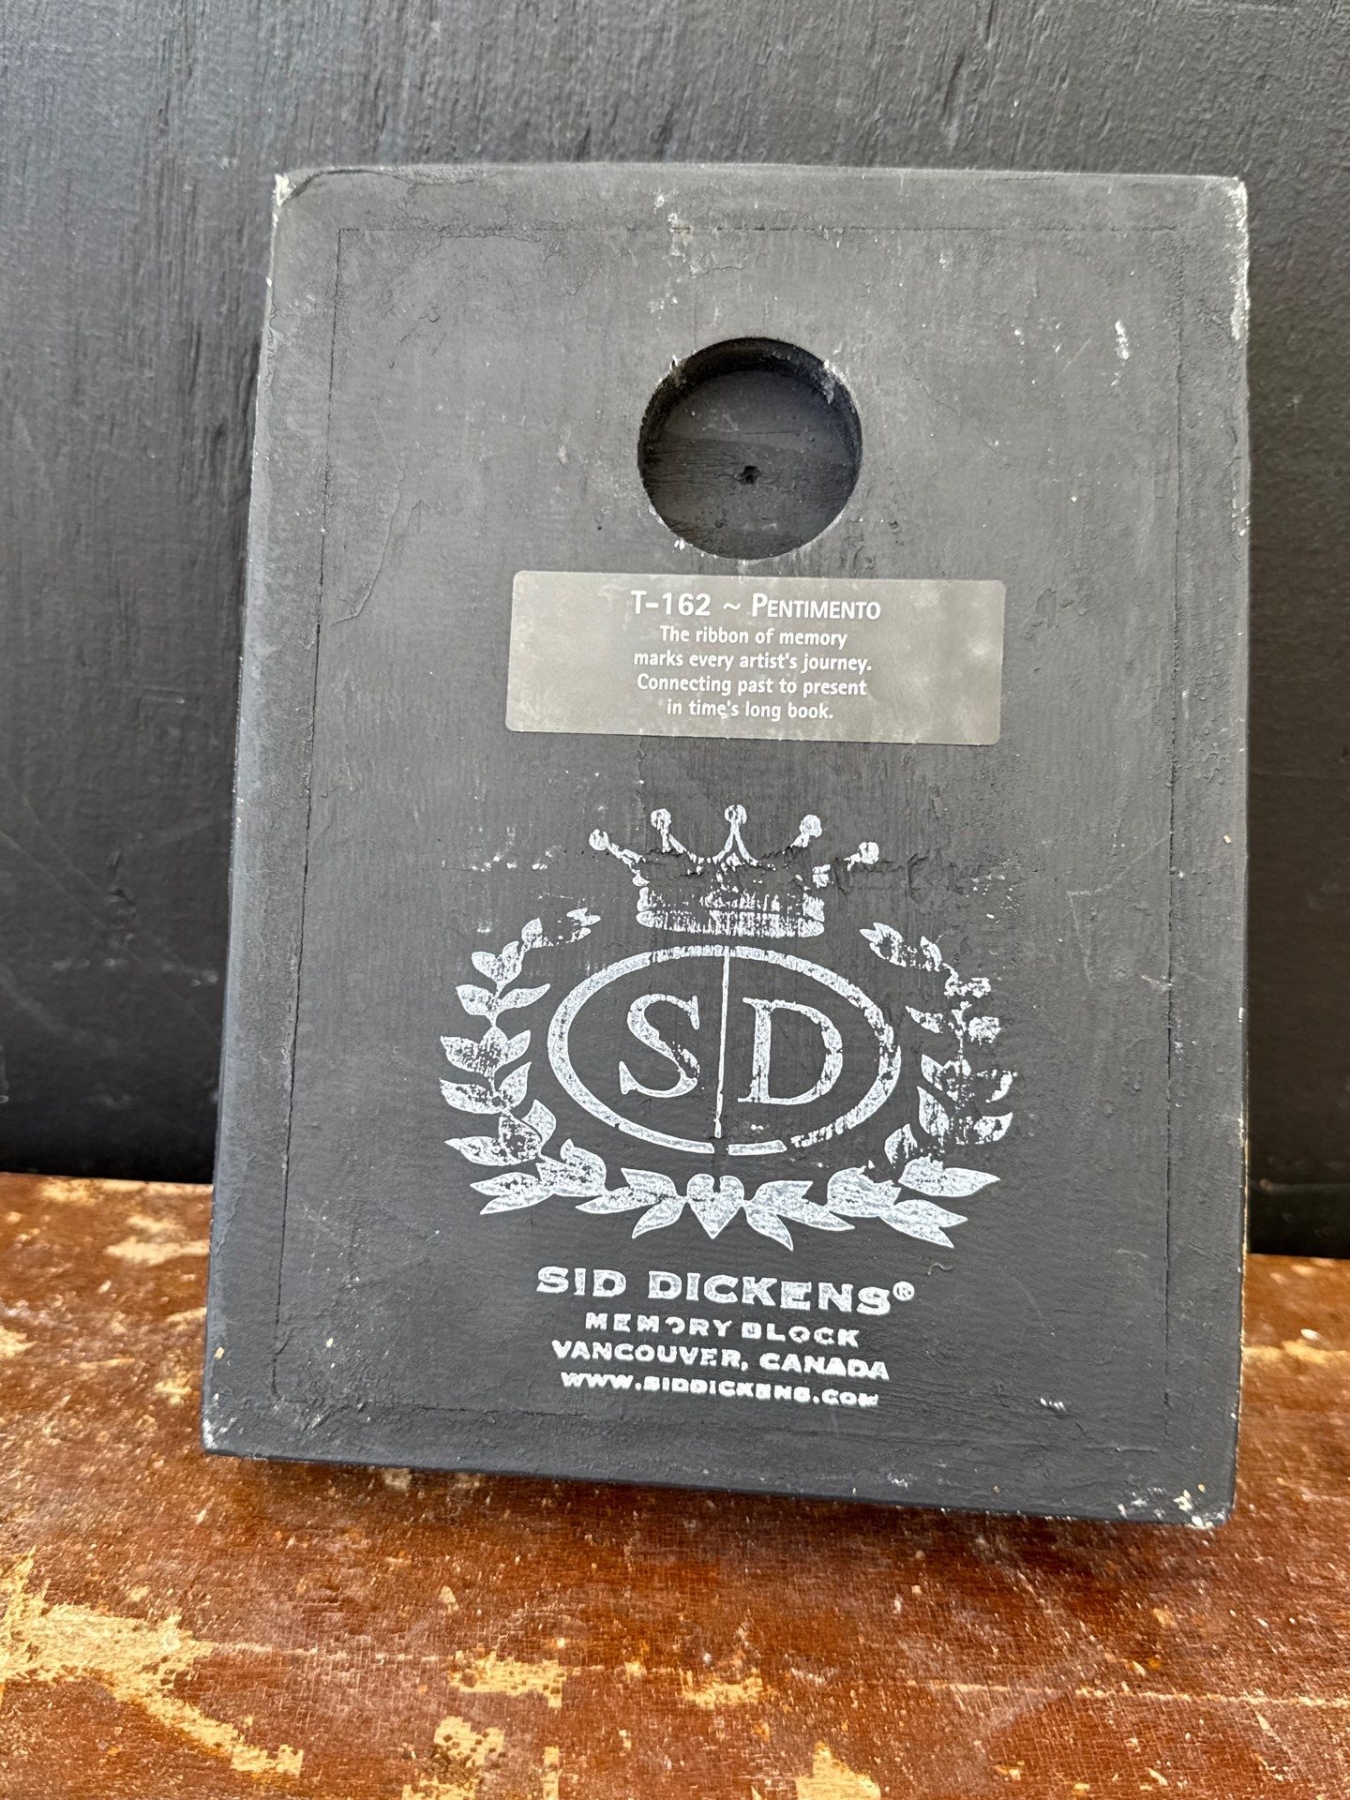 T-162 ~ PENTIMENTO
The ribbon of memory
marks every artist's journey.
Connecting past to present
in time's long book.
S D
SID DICKENS®
MEMORY BLOCK
VANCOUVER, CANADA
WWW.SIDDICKENS.COM